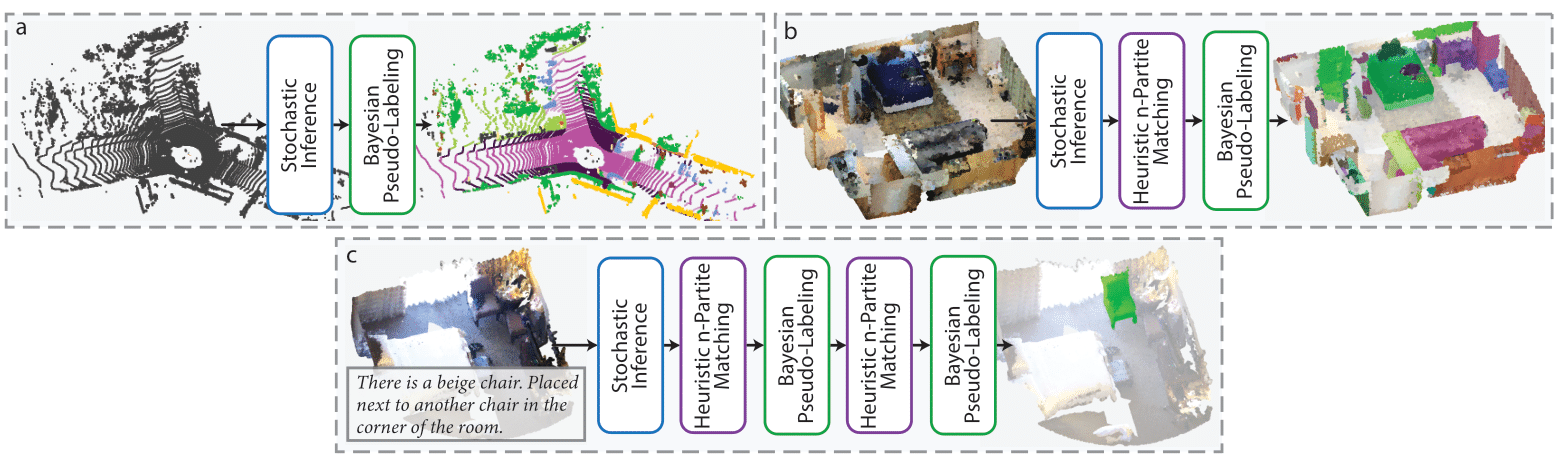 a
Stochastic
Inference
Bayesian
Pseudo-Labeling
b
Stochastic
Inference
Heuristic n-Partite
Matching
Bayesian
Pseudo-Labeling
c
There is a beige chair. Placed
next to another chair in the
corner of the room.
Stochastic
Inference
Heuristic n-Partite
Matching
Bayesian
Pseudo-Labeling
Heuristic n-Partite
Matching
Bayesian
Pseudo-Labeling